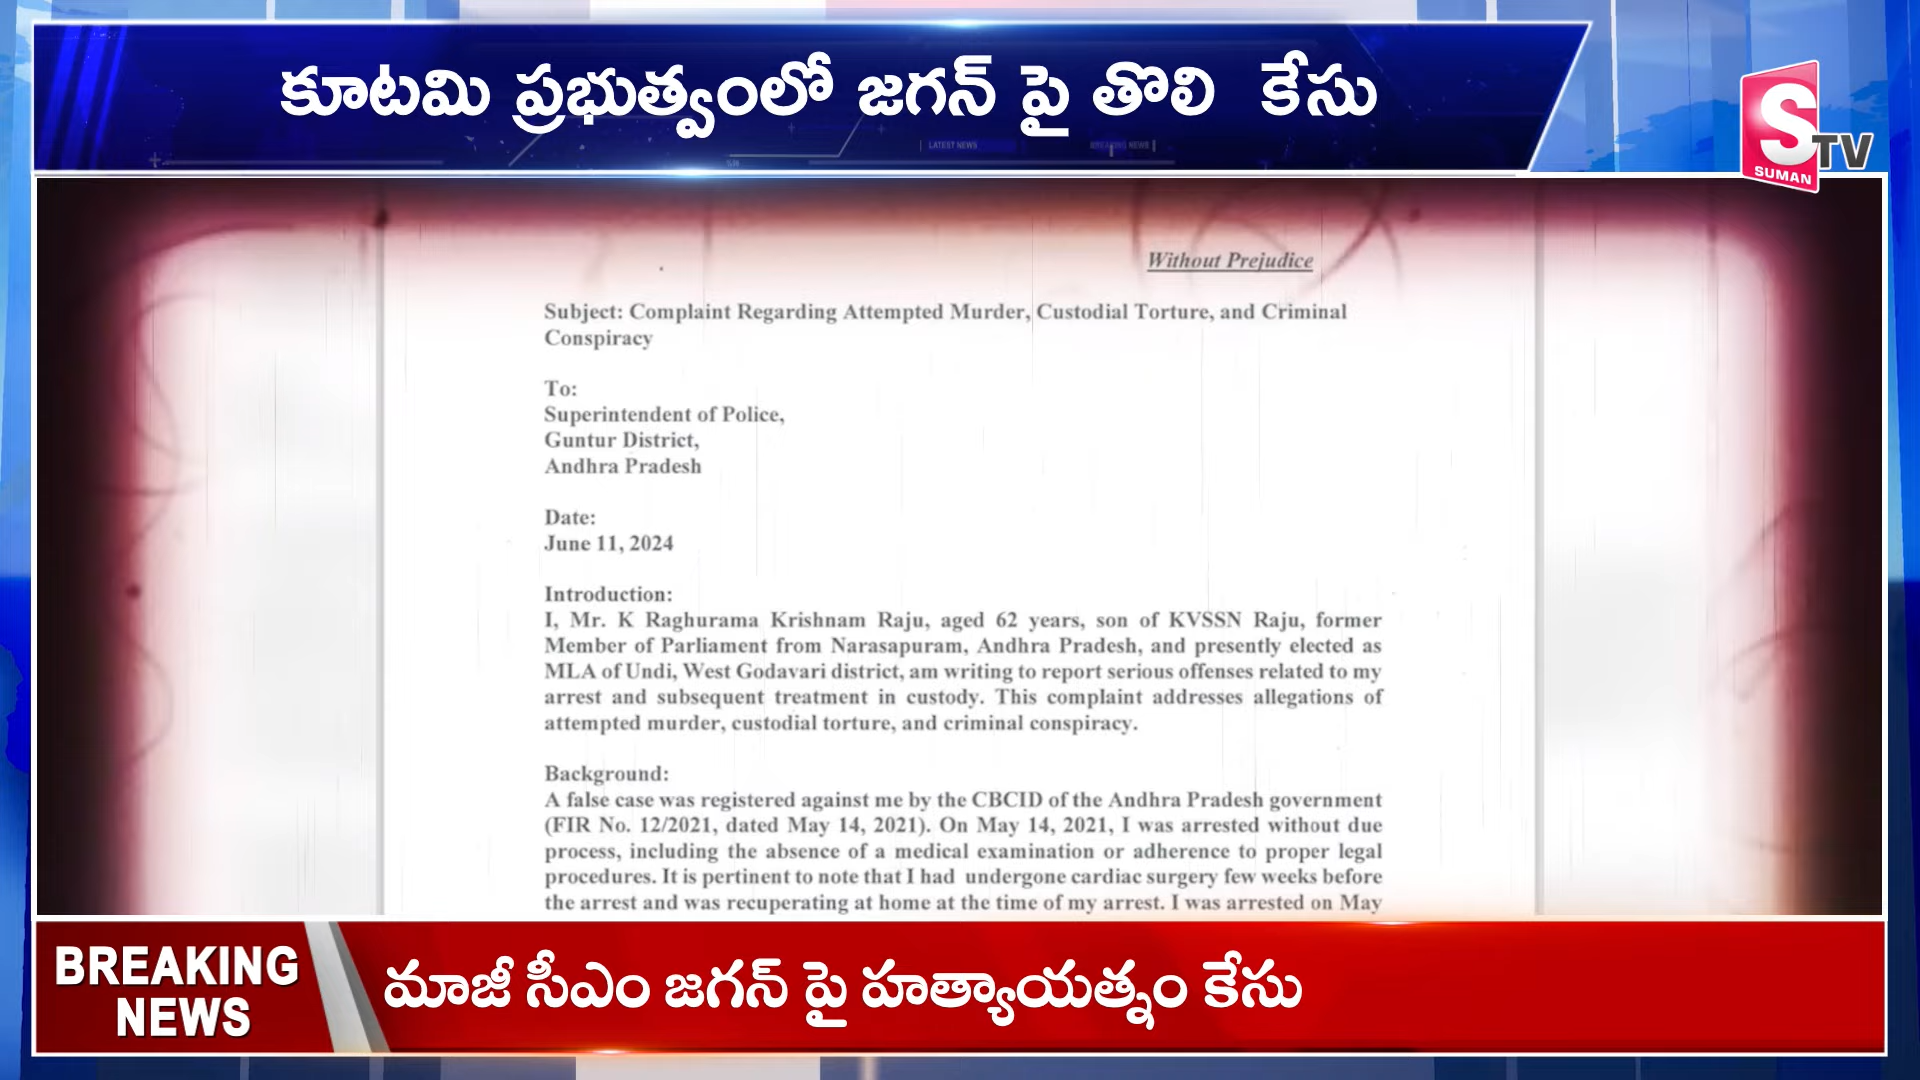 కూటమి ప్రభుత్వంలో జగన్ పై తొలి కేసు
LATEST NEWS
BREAKING NEWS
S TV
SUMAN
Without Prejudice
Subject: Complaint Regarding Attempted Murder, Custodial Torture, and Criminal
Conspiracy
To:
Superintendent of Police,
Guntur District,
Andhra Pradesh
Date:
June 11, 2024
Introduction:
I, Mr. K Raghurama Krishnam Raju, aged 62 years, son of KVSSN Raju, former
Member of Parliament from Narasapuram, Andhra Pradesh, and presently elected as
MLA of Undi, West Godavari district, am writing to report serious offenses related to my
arrest and subsequent treatment in custody. This complaint addresses allegations of
attempted murder, custodial torture, and criminal conspiracy.
Background:
A false case was registered against me by the CBCID of the Andhra Pradesh government
(FIR No. 12/2021, dated May 14, 2021). On May 14, 2021, I was arrested without due
process, including the absence of a medical examination or adherence to proper legal
procedures. It is pertinent to note that I had undergone cardiac surgery few weeks before
the arrest and was recuperating at home at the time of my arrest. I was arrested on May
BREAKING
NEWS
మాజీ సీఎం జగన్ పై హత్యాయత్నం కేసు